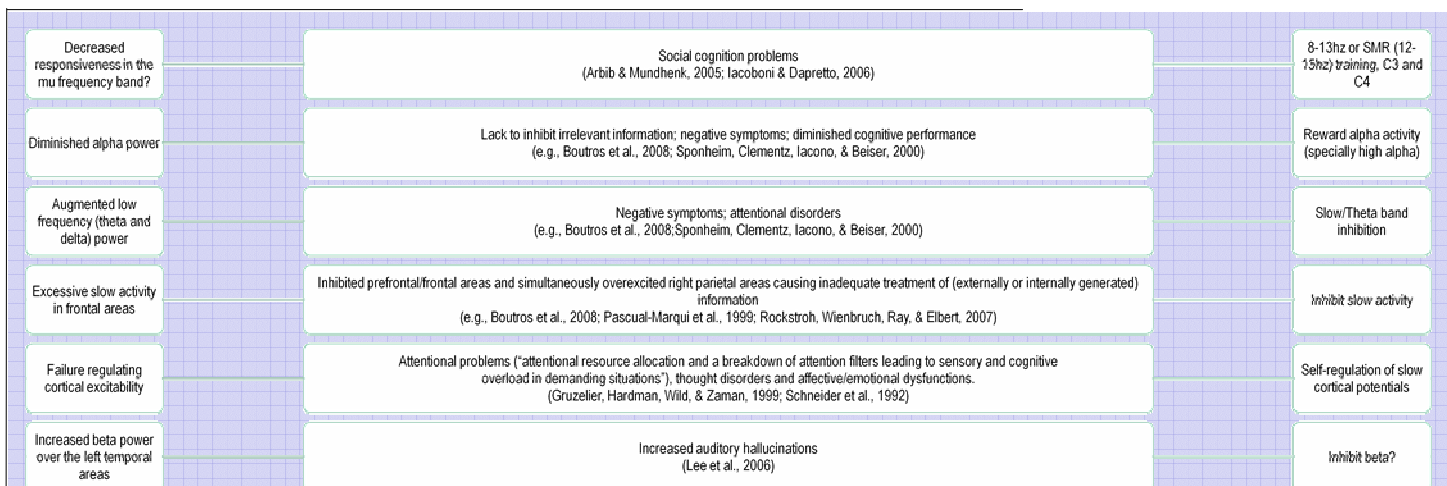 Decreased
responsiveness in the
mu frequency band?
Social cognition problems
(Arbib & Mundhenk, 2005; Iacoboni & Dapretto, 2006)
8-13hz or SMR (12-
15hz) training, C3 and
C4
Diminished alpha power
Lack to inhibit irrelevant information; negative symptoms; diminished cognitive performance
(e.g., Boutros et al., 2008; Sponheim, Clementz, Iacono, & Beiser, 2000)
Reward alpha activity
(specially high alpha)
Augmented low
frequency (theta and
delta) power
Negative symptoms; attentional disorders
(e.g., Boutros et al., 2008;Sponheim, Clementz, Iacono, & Beiser, 2000)
Slow/Theta band
inhibition
Excessive slow activity
in frontal areas
Inhibited prefrontal/frontal areas and simultaneously overexcited right parietal areas causing inadequate treatment of (externally or internally generated)
information
(e.g., Boutros et al., 2008; Pascual-Marqui et al., 1999; Rockstroh, Wienbruch, Ray, & Elbert, 2007)
Inhibit slow activity
Failure regulating
cortical excitability
Attentional problems ("attentional resource allocation and a breakdown of attention filters leading to sensory and cognitive
overload in demanding situations"), thought disorders and affective/emotional dysfunctions.
(Gruzelier, Hardman, Wild, & Zaman, 1999; Schneider et al., 1992)
Self-regulation of slow
cortical potentials
Increased beta power
over the left temporal
areas
Increased auditory hallucinations
(Lee et al., 2006)
Inhibit beta?